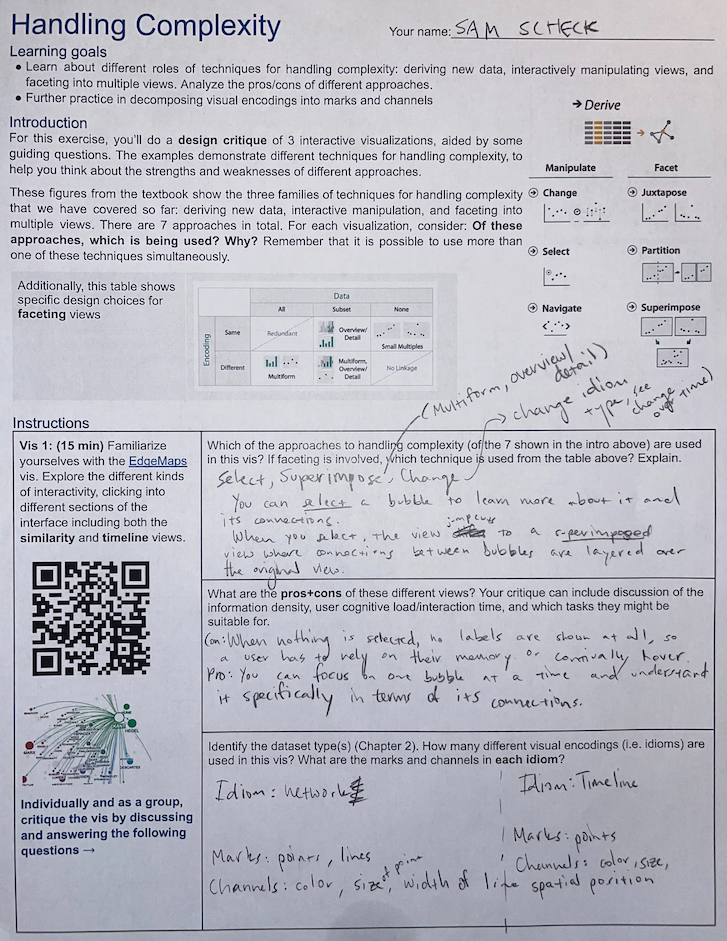 Handling Complexity
Your name: SAM SCHECK
Learning goals
• Learn about different roles of techniques for handling complexity: deriving new data, interactively manipulating views, and
faceting into multiple views. Analyze the pros/cons of different approaches.
• Further practice in decomposing visual encodings into marks and channels
Introduction
For this exercise, you'll do a design critique of 3 interactive visualizations, aided by some
guiding questions. The examples demonstrate different techniques for handling complexity, to
help you think about the strengths and weaknesses of different approaches.
These figures from the textbook show the three families of techniques for handling complexity
that we have covered so far: deriving new data, interactive manipulation, and faceting into
multiple views. There are 7 approaches in total. For each visualization, consider: Of these
approaches, which is being used? Why? Remember that it is possible to use more than
one of these techniques simultaneously.
→ Derive
Manipulate Facet
Change Juxtapose
Select Partition
Navigate Superimpose
Additionally, this table shows
specific design choices for
faceting views
Data
All Subset None
Encoding
Same Redundant Overview/
Detail Small Multiples
Different Multiform Multiform,
Overview/
Detail No Linkage
(Multiform, overview/
detail)
→ change idiom
type, see
change
over time)
Instructions
Vis 1: (15 min) Familiarize
yourselves with the EdgeMaps
vis. Explore the different kinds
of interactivity, clicking into
different sections of the
interface including both the
similarity and timeline views.
MARX
HEGEL
KANT
DESCARTES
Individually and as a group,
critique the vis by discussing
and answering the following
questions →
Which of the approaches to handling complexity (of the 7 shown in the intro above) are used
in this vis? If faceting is involved, which technique is used from the table above? Explain.
Select, Superimpose, Change
You can select a bubble to learn more about it and
its connections.
When you select, the view jump cuts to a superimposed
view where connections between bubbles are layered over
the original view.
What are the pros+cons of these different views? Your critique can include discussion of the
information density, user cognitive load/interaction time, and which tasks they might be
suitable for.
Con: When nothing is selected, no labels are shown at all, so
a user has to rely on their memory or hover.
Pro: You can focus on one bubble at a time and understand
it specifically in terms of its connections.
Identify the dataset type(s) (Chapter 2). How many different visual encodings (i.e. idioms) are
used in this vis? What are the marks and channels in each idiom?
Idiom: network
Marks: points, lines
Channels: color, size of point, width of line
Idiom: Timeline
Marks: points
Channels: color, size,
spatial position